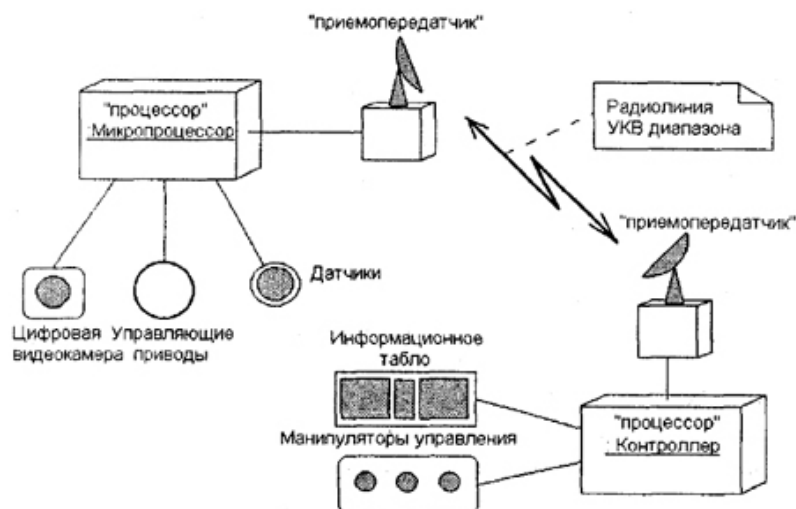 "приемопередатчик"
"процессор"
:Микропроцессор
Радиолиния
УКВ диапазона
"приемопередатчик"
Датчики
Цифровая Управляющие
видеокамера приводы
Информационное
табло
Манипуляторы управления
"процессор"
:Контроллер